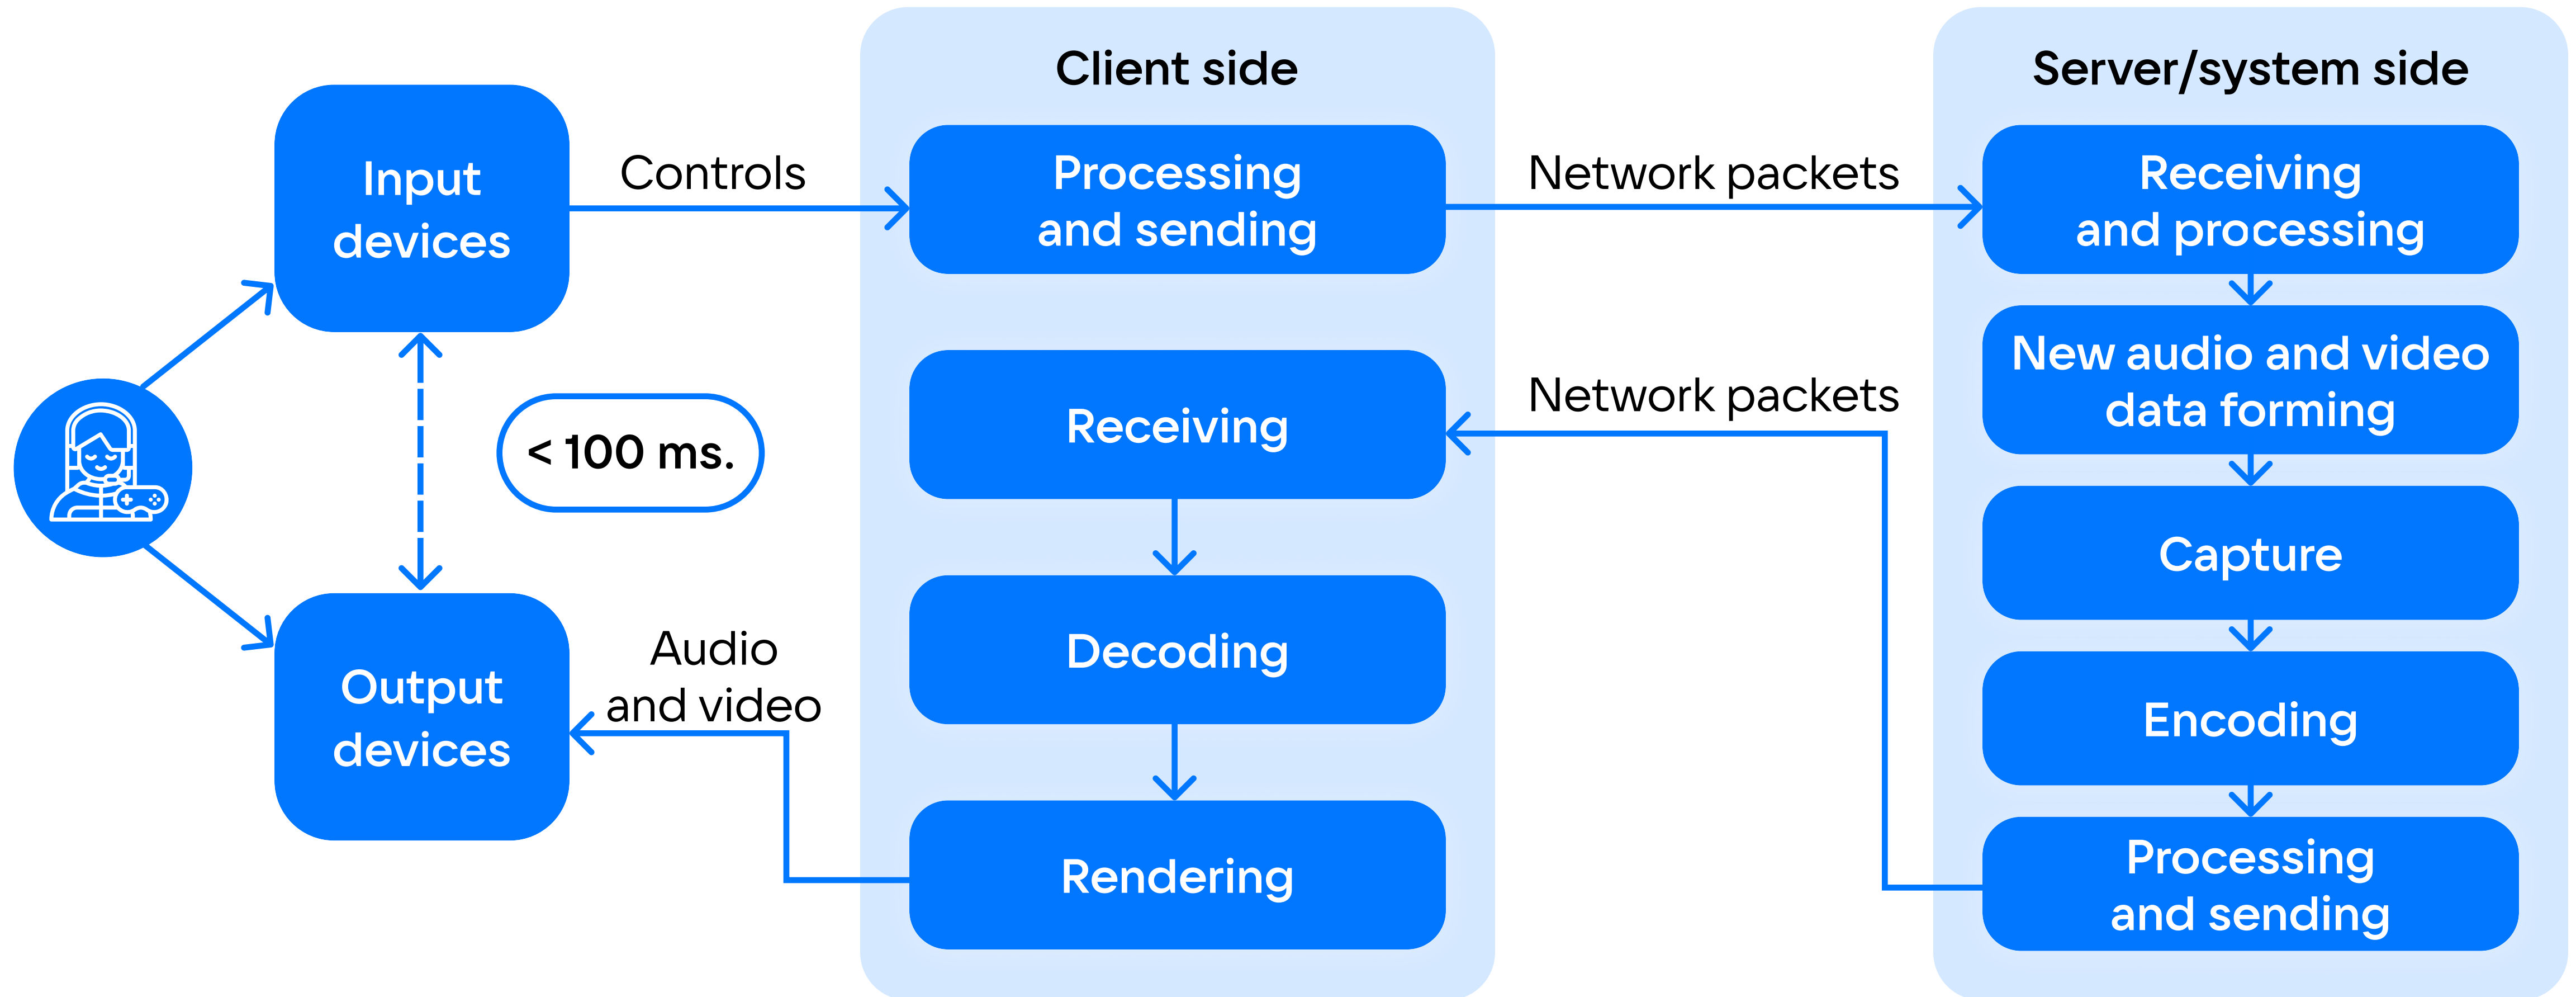 Client side
Server/system side
Input
devices
Controls
Processing
and sending
Network packets
Receiving
and processing
New audio and video
data forming
Network packets
Receiving
< 100 ms.
Capture
Decoding
Audio
and video
Output
devices
Encoding
Rendering
Processing
and sending